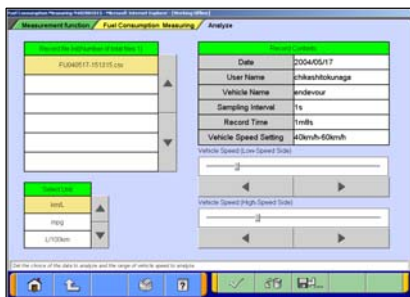 Measurement function
Fuel Consumption Measuring
Analyze
Record file list(Number of total files 1)
FU040517-151215.csv
Record Contents
Date 2004/05/17
User Name chikashitokunaga
Vehicle Name endevour
Sampling Interval 1s
Record Time 1m8s
Vehicle Speed Setting 40km/h-60km/h
Vehicle Speed (Low-Speed Side)
Vehicle Speed (High-Speed Side)
Select Unit
km/L
mpg
L/100km
Set the choice of the data to analyze and the range of vehicle speed to analyze.